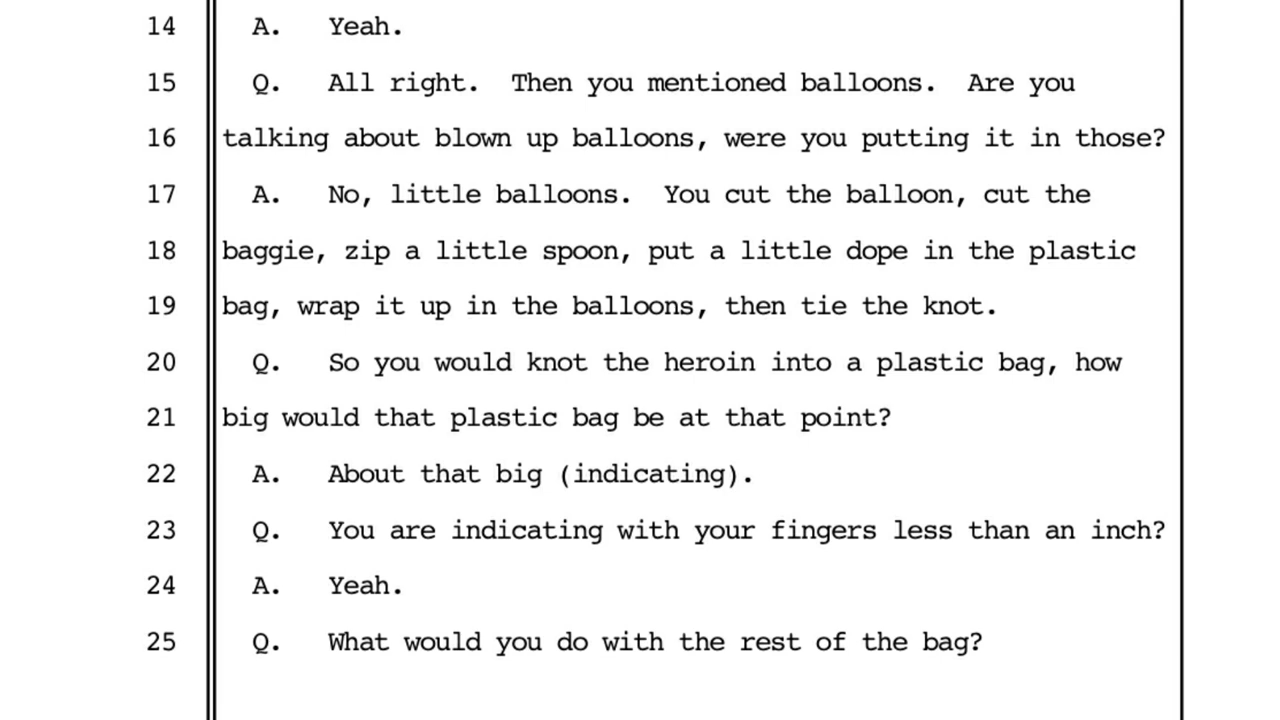 14 A. Yeah.
15 Q. All right. Then you mentioned balloons. Are you
16 talking about blown up balloons, were you putting it in those?
17 A. No, little balloons. You cut the balloon, cut the
18 baggie, zip a little spoon, put a little dope in the plastic
19 bag, wrap it up in the balloons, then tie the knot.
20 Q. So you would knot the heroin into a plastic bag, how
21 big would that plastic bag be at that point?
22 A. About that big (indicating).
23 Q. You are indicating with your fingers less than an inch?
24 A. Yeah.
25 Q. What would you do with the rest of the bag?